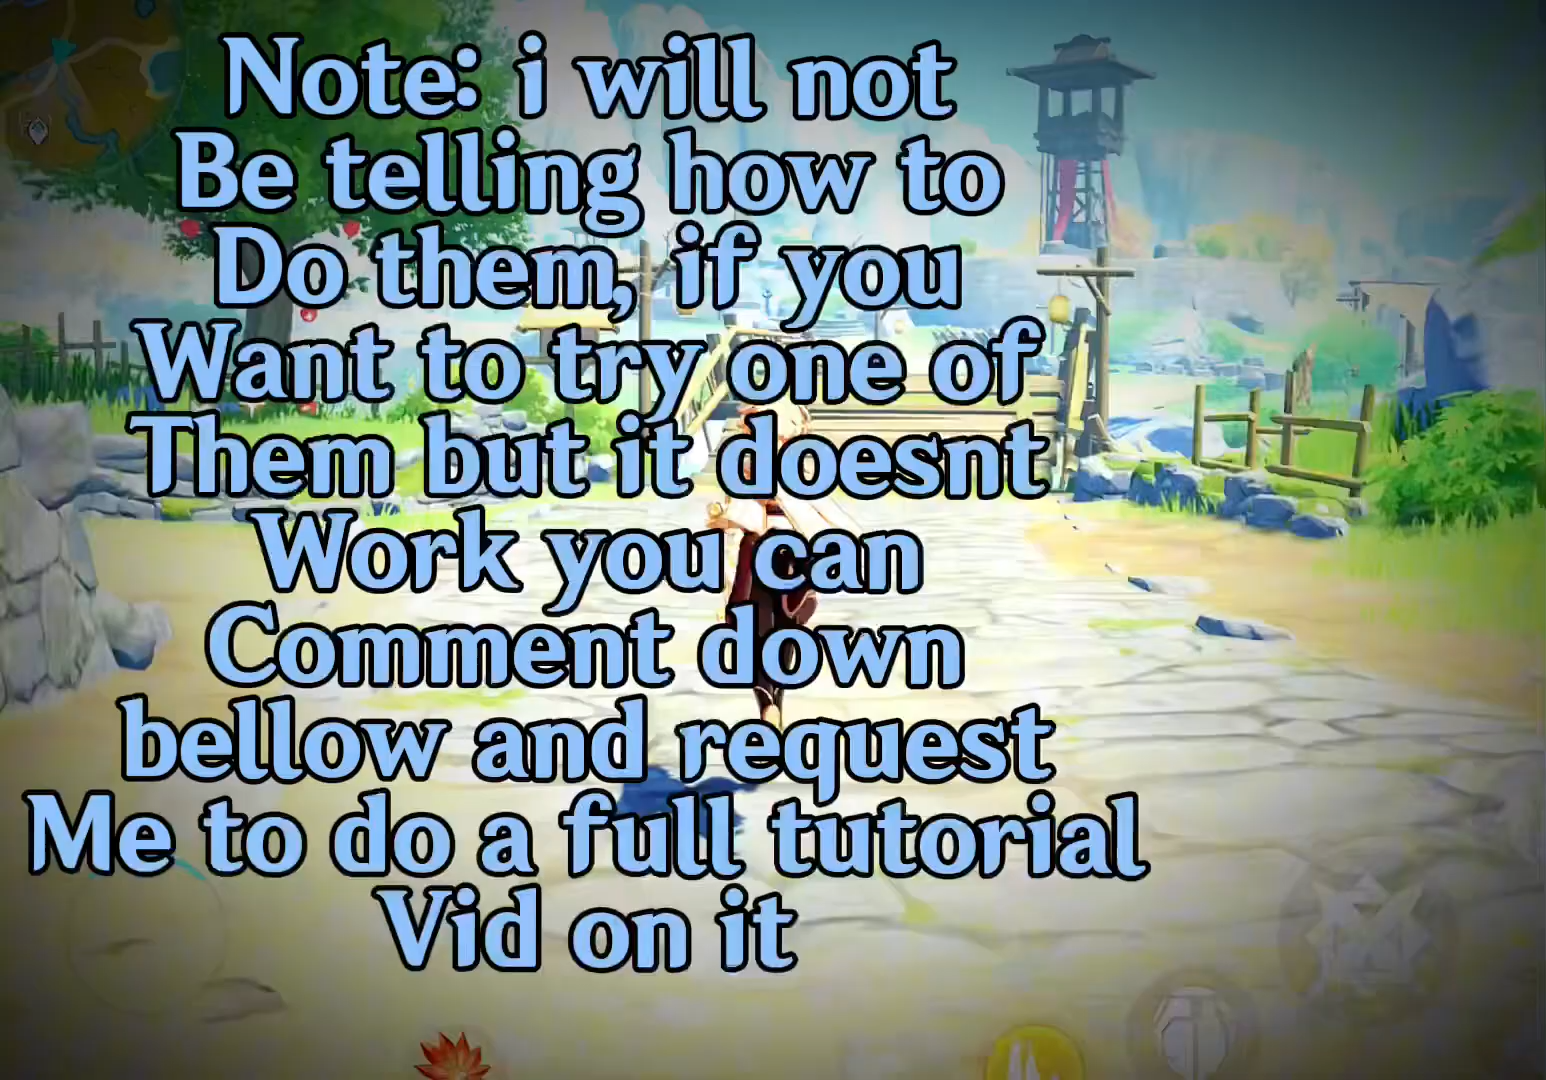 Note: i will not
Be telling how to
Do them, if you
Want to try one of
Them but it doesnt
Work you can
Comment down
bellow and request
Me to do a full tutorial
Vid on it